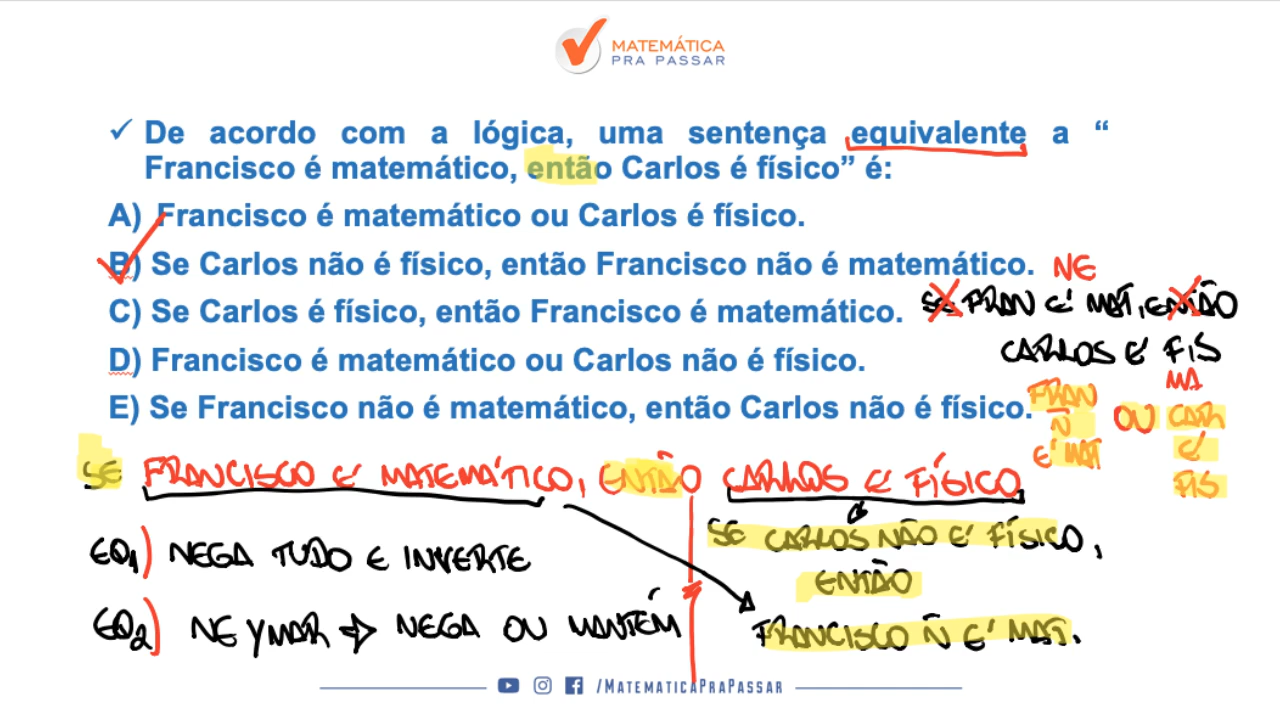 MATEMÁTICA
PRA PASSAR
✓ De acordo com a lógica, uma sentença equivalente a “
Francisco é matemático, então Carlos é físico” é:
A) Francisco é matemático ou Carlos é físico.
B) Se Carlos não é físico, então Francisco não é matemático.
NE
C) Se Carlos é físico, então Francisco é matemático.
SE FRAN É MAT, ENTÃO
CARLOS É FIS
D) Francisco é matemático ou Carlos não é físico.
MA
E) Se Francisco não é matemático, então Carlos não é físico.
FRAN
Ñ
É MAT
OU
CAR
É
FIS
SE FRANCISCO É MATEMÁTICO, ENTÃO CARLOS É FÍSICO
SE CARLOS NÃO É FÍSICO,
EQ1) NEGA TUDO E INVERTE
ENTÃO
EQ2) NE YMAR → NEGA OU MANTÉM
FRANCISCO Ñ É MAT.
/MATEMATICAPRAPASSAR